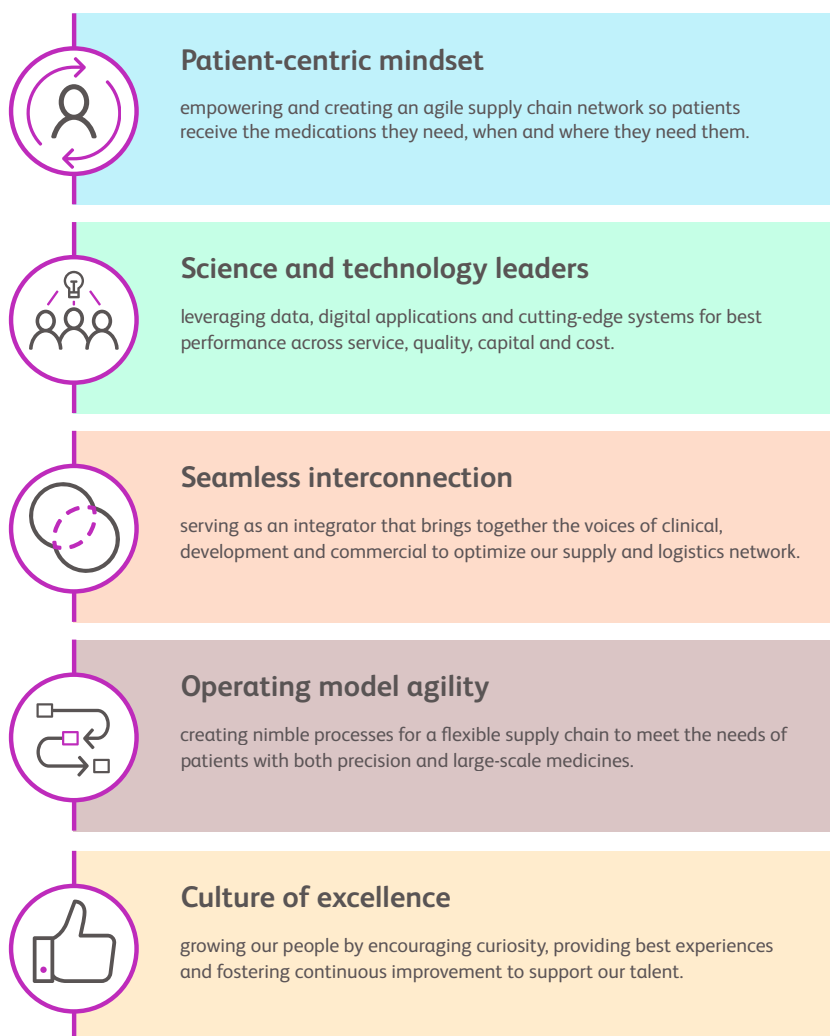 Patient-centric mindset
empowering and creating an agile supply chain network so patients
receive the medications they need, when and where they need them.
Science and technology leaders
leveraging data, digital applications and cutting-edge systems for best
performance across service, quality, capital and cost.
Seamless interconnection
serving as an integrator that brings together the voices of clinical,
development and commercial to optimize our supply and logistics network.
Operating model agility
creating nimble processes for a flexible supply chain to meet the needs of
patients with both precision and large-scale medicines.
Culture of excellence
growing our people by encouraging curiosity, providing best experiences
and fostering continuous improvement to support our talent.